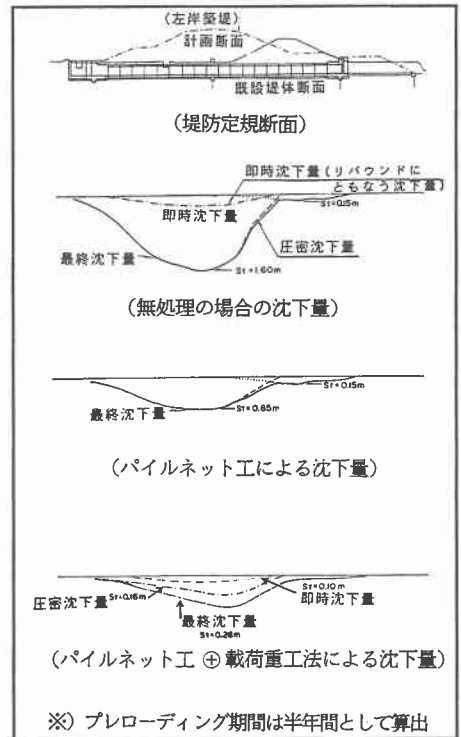 (左岸築堤)
計画断面
既設堤体断面
(堤防定規断面)
即時沈下量(リバウンドに
ともなう沈下量)
即時沈下量
St=0.15m
圧密沈下量
最終沈下量
St=1.60m
(無処理の場合の沈下量)
St=0.15m
St=0.65m
最終沈下量
(パイルネット工による沈下量)
St=0.16m
St=0.10m
圧密沈下量
即時沈下量
最終沈下量
St=0.26m
(パイルネット工 ⊕ 載荷重工法による沈下量)
※) プレローディング期間は半年間として算出